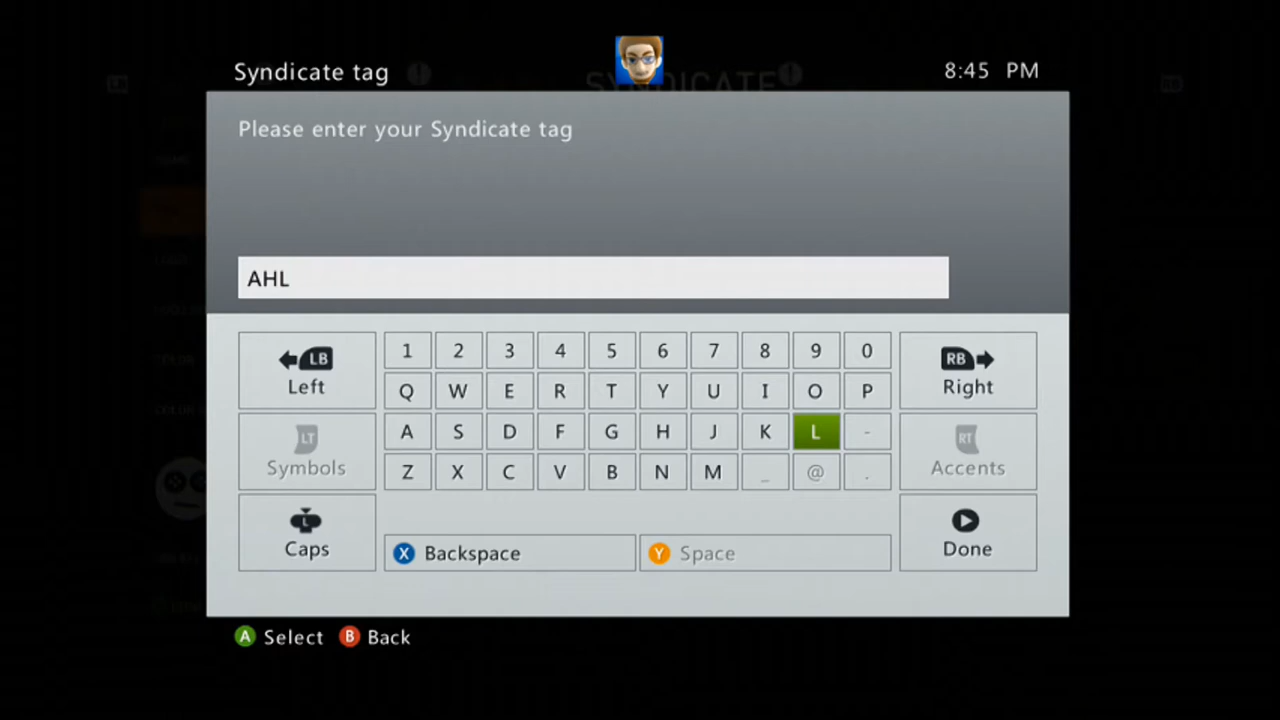 Syndicate tag
8:45 PM
SYNDICATE
Please enter your Syndicate tag
AHL
LB
Left
1 2 3 4 5 6 7 8 9 0
RB
Right
Q W E R T Y U I O P
A S D F G H J K L -
LT
Symbols
RT
Accents
Z X C V B N M _ @ .
L
Caps
X Backspace
Y Space
Done
A Select B Back